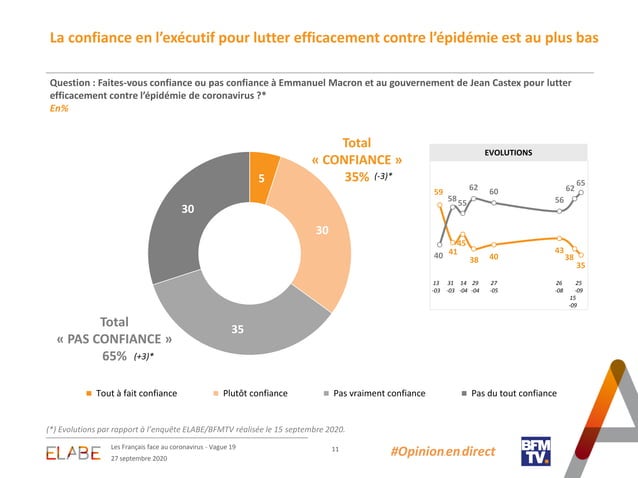 La confiance en l’exécutif pour lutter efficacement contre l’épidémie est au plus bas
Question : Faites-vous confiance ou pas confiance à Emmanuel Macron et au gouvernement de Jean Castex pour lutter
efficacement contre l’épidémie de coronavirus ?*
En%
Total
« CONFIANCE »
35% (-3)*
5
30
30
35
Total
« PAS CONFIANCE »
65% (+3)*
EVOLUTIONS
59 58 55 62 60 56 62 65
40 41 45 38 40 43 38 35
13 31 14 29 27 26 25
-03 -03 -04 -04 -05 -08 -09
15
-09
Tout à fait confiance Plutôt confiance Pas vraiment confiance Pas du tout confiance
(*) Evolutions par rapport à l’enquête ELABE/BFMTV réalisée le 15 septembre 2020.
ELABE
Les Français face au coronavirus - Vague 19
27 septembre 2020
11
#Opinion en direct
BFM
TV.